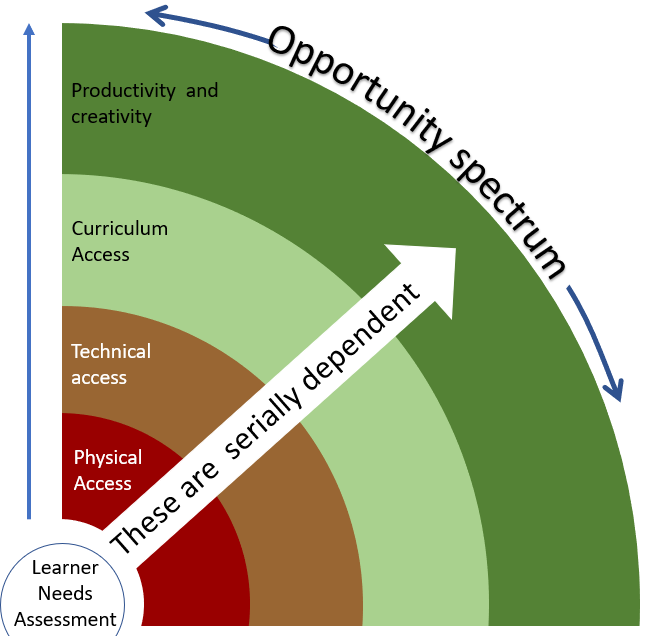 Opportunity spectrum
Productivity and
creativity
Curriculum
Access
Technical
access
Physical
Access
These are serially dependent
Learner
Needs
Assessment